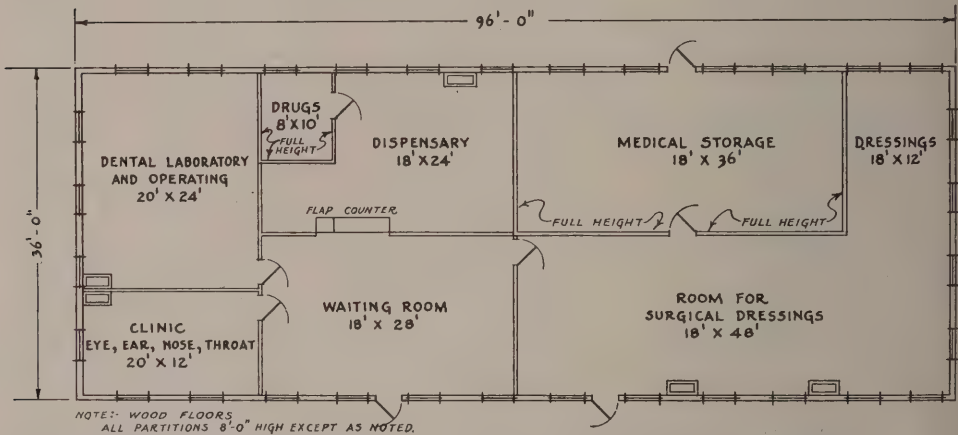 96'-0"
36'-0"
DRUGS
8'X10'
FULL
HEIGHT
DISPENSARY
18'X24'
MEDICAL STORAGE
18' X 36'
DRESSINGS
18'X12'
DENTAL LABORATORY
AND OPERATING
20' X 24'
FLAP COUNTER
FULL HEIGHT
FULL HEIGHT
WAITING ROOM
18' X 28'
ROOM FOR
SURGICAL DRESSINGS
18' X 48'
CLINIC
EYE, EAR, NOSE, THROAT
20' X 12'
NOTE:- WOOD FLOORS
ALL PARTITIONS 8'-0" HIGH EXCEPT AS NOTED.